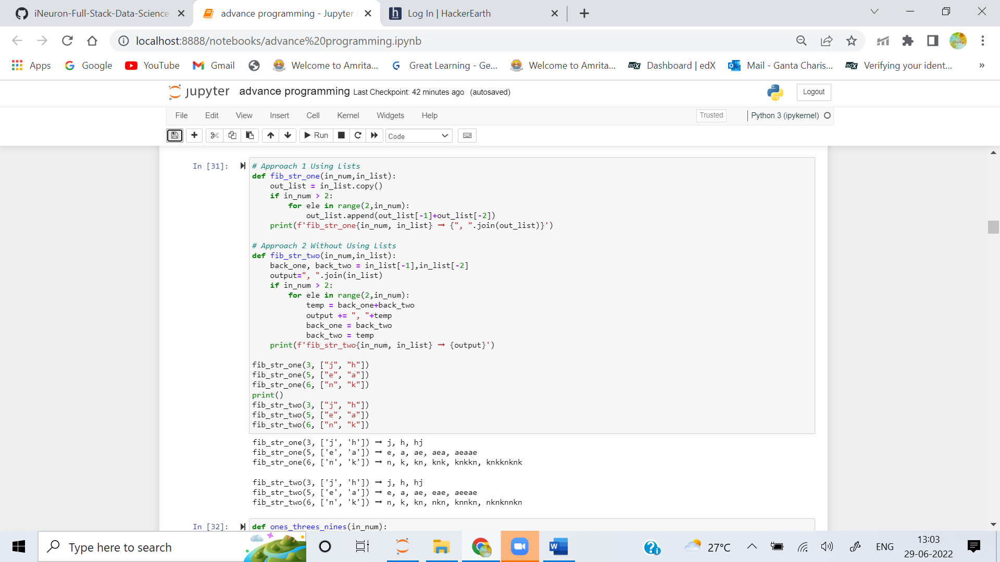 iNeuron-Full-Stack-Data-Science
advance programming - Jupyter
Log In | HackerEarth
localhost:8888/notebooks/advance%20programming.ipynb
Apps
Google
YouTube
Gmail
Welcome to Amrita...
Great Learning - Ge...
Welcome to Amrita...
Dashboard | edX
Mail - Ganta Charis...
Verifying your ident...
»
jupyter advance programming Last Checkpoint: 42 minutes ago (autosaved)
Logout
File Edit View Insert Cell Kernel Widgets Help
Trusted
Python 3 (ipykernel)
Run
Code
In [31]:
# Approach 1 Using Lists
def fib_str_one(in_num,in_list):
    out_list = in_list.copy()
    if in_num > 2:
        for ele in range(2,in_num):
            out_list.append(out_list[-1]+out_list[-2])
    print(f'fib_str_one{in_num, in_list} ➞ {", ".join(out_list)}')
# Approach 2 Without Using Lists
def fib_str_two(in_num,in_list):
    back_one, back_two = in_list[-1],in_list[-2]
    output=", ".join(in_list)
    if in_num > 2:
        for ele in range(2,in_num):
            temp = back_one+back_two
            output += ", "+temp
            back_one = back_two
            back_two = temp
    print(f'fib_str_two{in_num, in_list} ➞ {output}')
fib_str_one(3, ["j", "h"])
fib_str_one(5, ["e", "a"])
fib_str_one(6, ["n", "k"])
print()
fib_str_two(3, ["j", "h"])
fib_str_two(5, ["e", "a"])
fib_str_two(6, ["n", "k"])
fib_str_one(3, ['j', 'h']) ➞ j, h, hj
fib_str_one(5, ['e', 'a']) ➞ e, a, ae, aea, aeaae
fib_str_one(6, ['n', 'k']) ➞ n, k, kn, knk, knkkn, knkknknk
fib_str_two(3, ['j', 'h']) ➞ j, h, hj
fib_str_two(5, ['e', 'a']) ➞ e, a, ae, eae, aeeae
fib_str_two(6, ['n', 'k']) ➞ n, k, kn, nkn, knnkn, nknknnkn
In [32]:
def ones_threes_nines(in_num):
Type here to search
27°C
ENG
13:03
29-06-2022